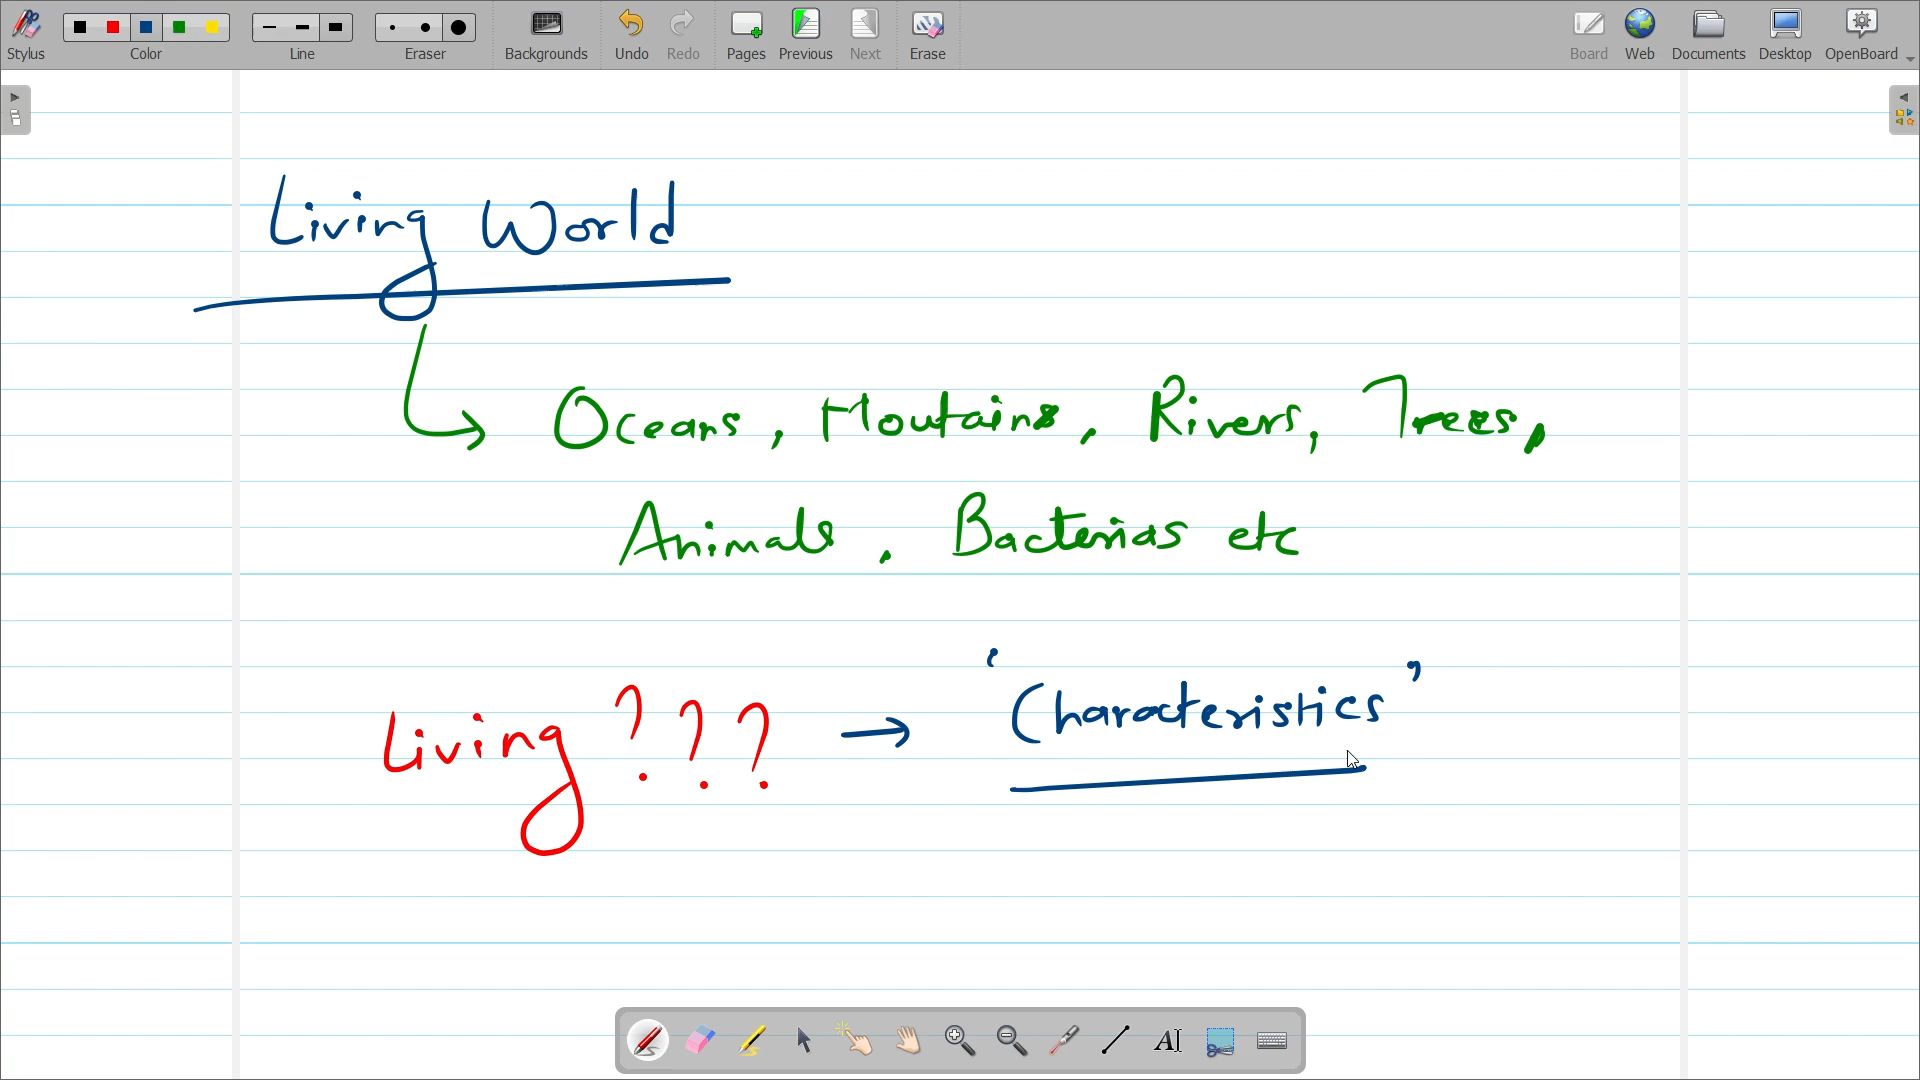 Stylus Color Line Eraser Backgrounds Undo Redo Pages Previous Next Erase Board Web Documents Desktop OpenBoard
Living World
Oceans, Moutains, Rivers, Trees,
Animals, Bacterias etc
Living ??? → ‘Characteristics’